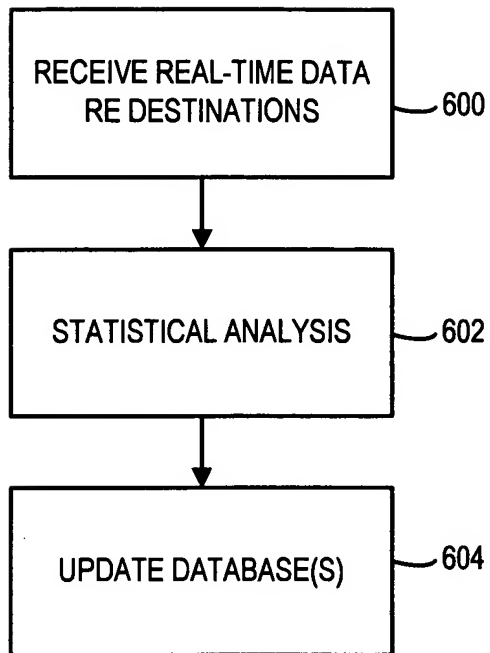 RECEIVE REAL-TIME DATA
RE DESTINATIONS
600
STATISTICAL ANALYSIS
602
UPDATE DATABASE(S)
604